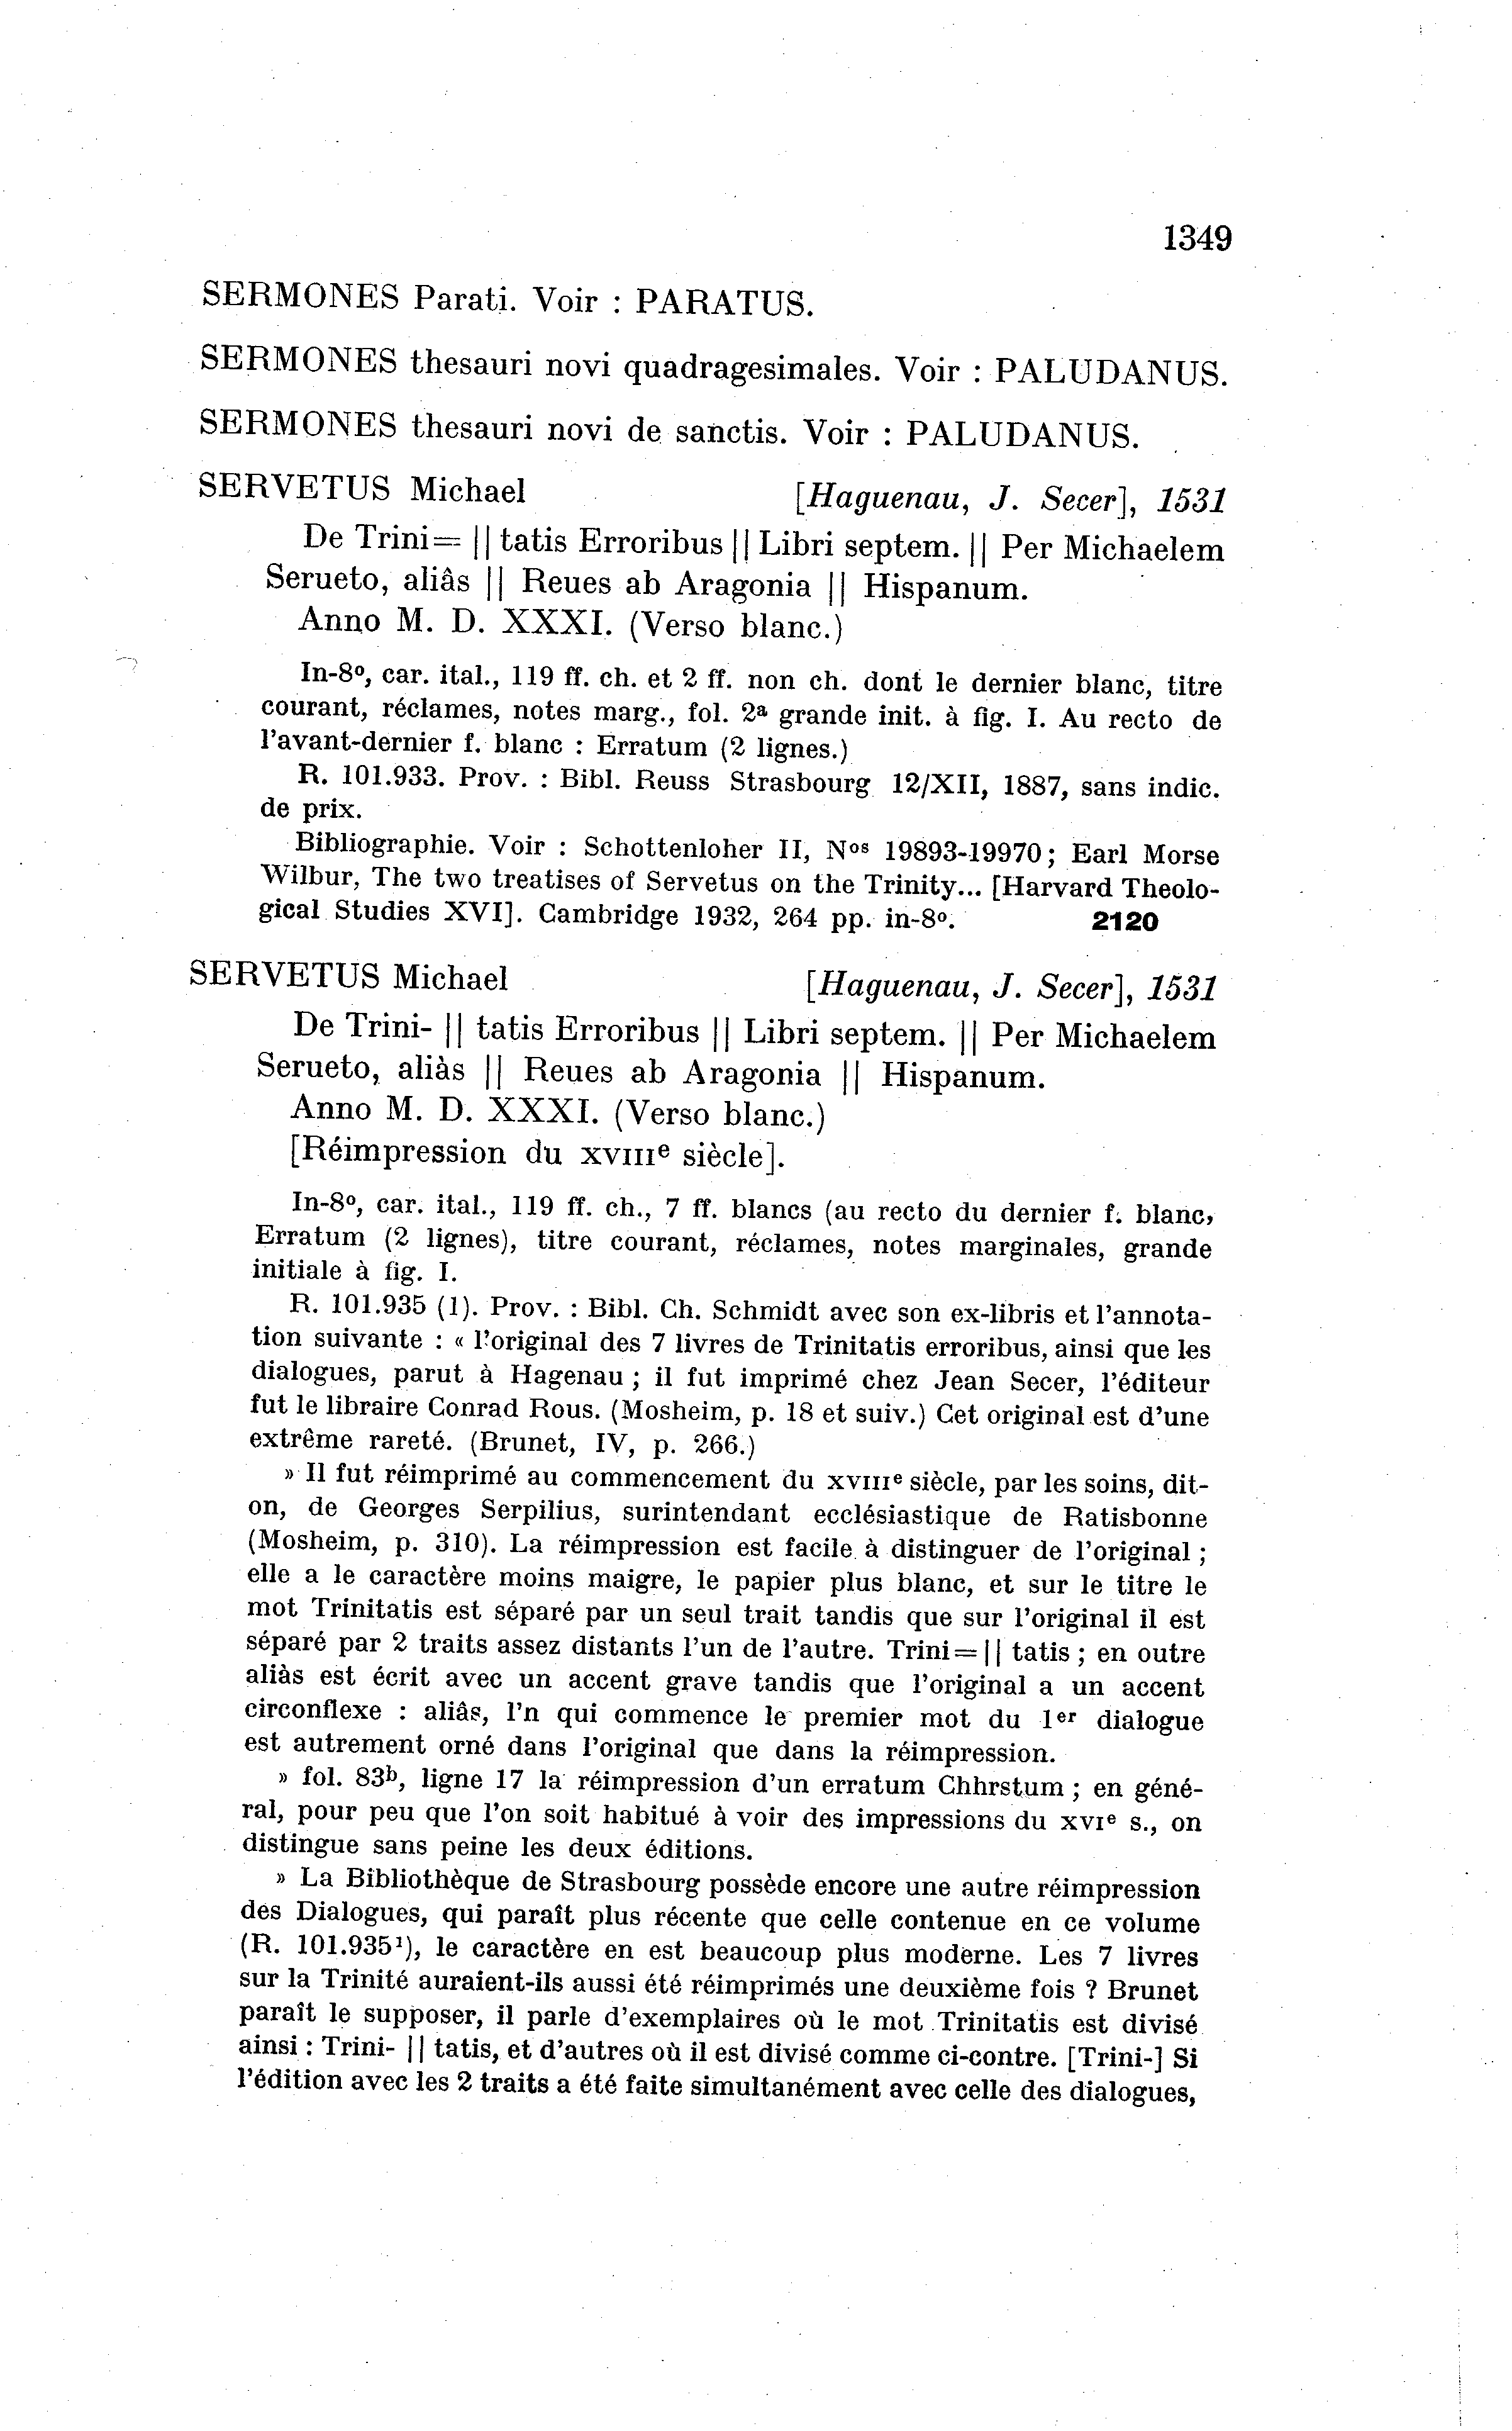 1349
SERMONES Parati. Voir : PARATUS.
SERMONES thesauri novi quadragesimales. Voir : PALUDANUS.
SERMONES thesauri novi de sanctis. Voir : PALUDANUS.
SERVETUS Michael [Haguenau, J. Secer], 1531
De Trini= || tatis Erroribus || Libri septem. || Per Michaelem
Serueto, aliâs || Reues ab Aragonia || Hispanum.
Anno M. D. XXXI. (Verso blanc.)
In-8º, car. ital., 119 ff. ch. et 2 ff. non ch. dont le dernier blanc, titre
courant, réclames, notes marg., fol. 2ª grande init. à fig. I. Au recto de
l'avant-dernier f. blanc : Erratum (2 lignes.)
R. 101.933. Prov. : Bibl. Reuss Strasbourg 12/XII, 1887, sans indic.
de prix.
Bibliographie. Voir : Schottenloher II, Nos 19893-19970; Earl Morse
Wilbur, The two treatises of Servetus on the Trinity... [Harvard Theolo-
gical Studies XVI]. Cambridge 1932, 264 pp. in-8º. 2120
SERVETUS Michael [Haguenau, J. Secer], 1531
De Trini- || tatis Erroribus || Libri septem. || Per Michaelem
Serueto, aliàs || Reues ab Aragonia || Hispanum.
Anno M. D. XXXI. (Verso blanc.)
[Réimpression du XVIIIe siècle].
In-8º, car. ital., 119 ff. ch., 7 ff. blancs (au recto du dernier f. blanc,
Erratum (2 lignes), titre courant, réclames, notes marginales, grande
initiale à fig. I.
R. 101.935 (1). Prov. : Bibl. Ch. Schmidt avec son ex-libris et l'annota-
tion suivante : « l'original des 7 livres de Trinitatis erroribus, ainsi que les
dialogues, parut à Hagenau ; il fut imprimé chez Jean Secer, l'éditeur
fut le libraire Conrad Rous. (Mosheim, p. 18 et suiv.) Cet original est d'une
extrême rareté. (Brunet, IV, p. 266.)
» Il fut réimprimé au commencement du XVIIIe siècle, par les soins, dit-
on, de Georges Serpilius, surintendant ecclésiastique de Ratisbonne
(Mosheim, p. 310). La réimpression est facile à distinguer de l'original ;
elle a le caractère moins maigre, le papier plus blanc, et sur le titre le
mot Trinitatis est séparé par un seul trait tandis que sur l'original il est
séparé par 2 traits assez distants l'un de l'autre. Trini= || tatis ; en outre
aliàs est écrit avec un accent grave tandis que l'original a un accent
circonflexe : aliâs, l'n qui commence le premier mot du 1er dialogue
est autrement orné dans l'original que dans la réimpression.
» fol. 83b, ligne 17 la réimpression d'un erratum Chhrstum ; en géné-
ral, pour peu que l'on soit habitué à voir des impressions du XVIe s., on
distingue sans peine les deux éditions.
» La Bibliothèque de Strasbourg possède encore une autre réimpression
des Dialogues, qui paraît plus récente que celle contenue en ce volume
(R. 101.935¹), le caractère en est beaucoup plus moderne. Les 7 livres
sur la Trinité auraient-ils aussi été réimprimés une deuxième fois ? Brunet
paraît le supposer, il parle d'exemplaires où le mot Trinitatis est divisé
ainsi : Trini- || tatis, et d'autres où il est divisé comme ci-contre. [Trini-] Si
l'édition avec les 2 traits a été faite simultanément avec celle des dialogues,